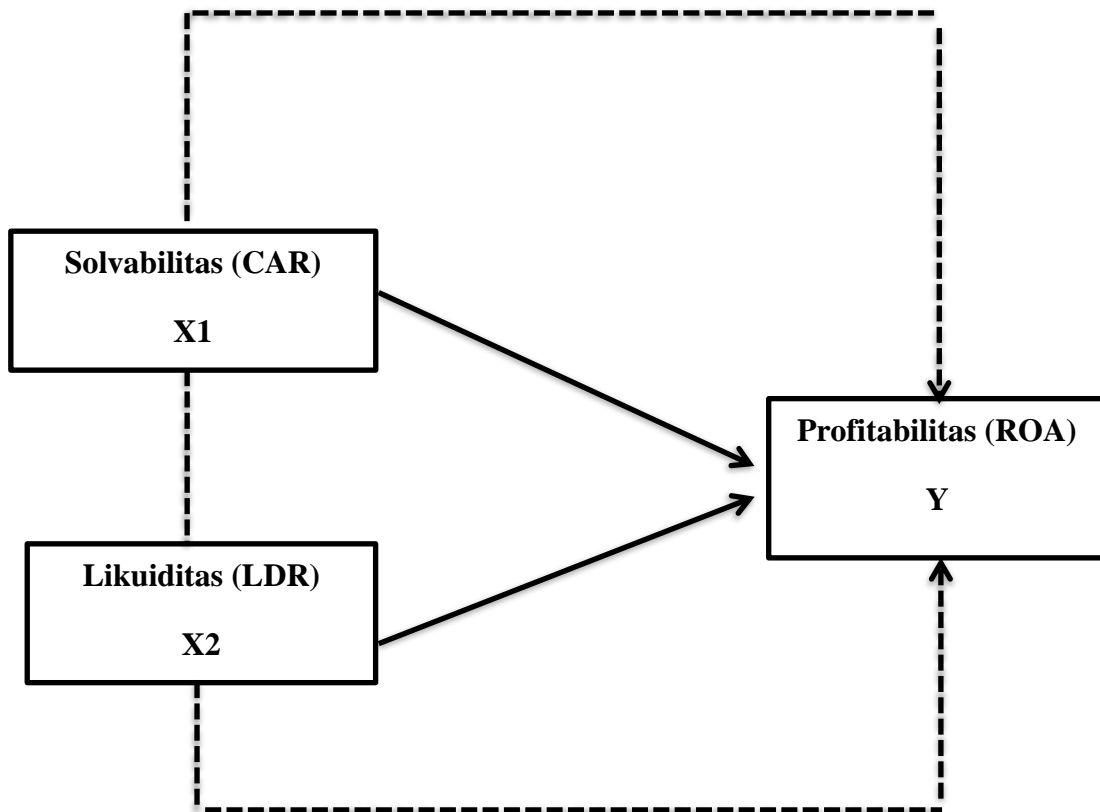 Solvabilitas (CAR)
X1
Profitabilitas (ROA)
Y
Likuiditas (LDR)
X2